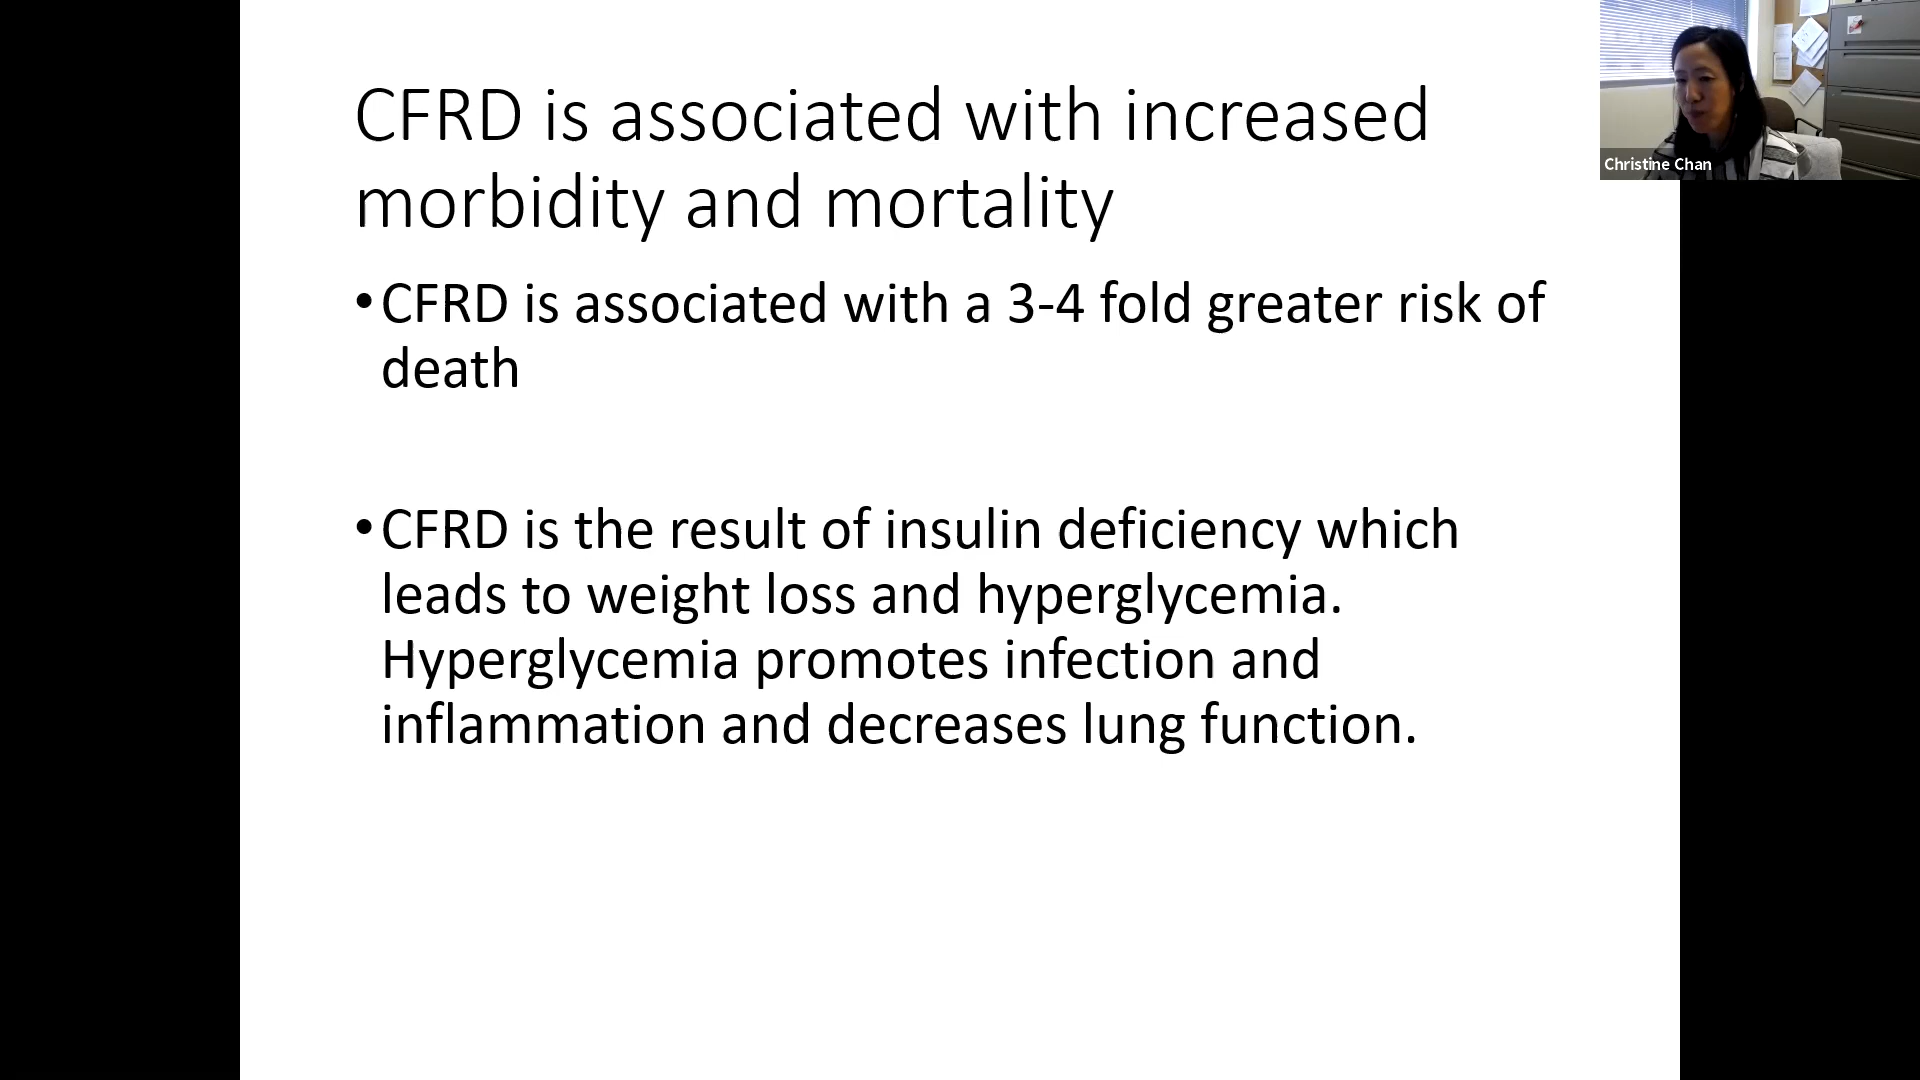 CFRD is associated with increased
morbidity and mortality
•CFRD is associated with a 3-4 fold greater risk of
death
•CFRD is the result of insulin deficiency which
leads to weight loss and hyperglycemia.
Hyperglycemia promotes infection and
inflammation and decreases lung function.
Christine Chan